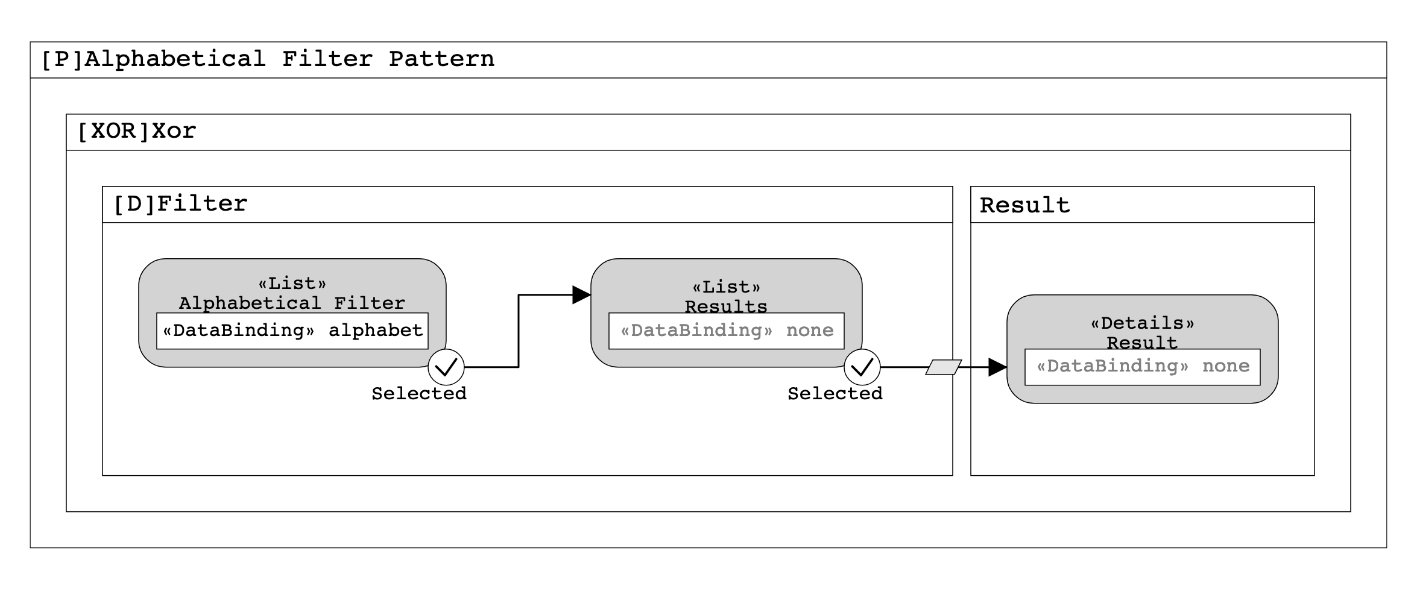 [P]Alphabetical Filter Pattern
[XOR]Xor
[D]Filter
«List»
Alphabetical Filter
«DataBinding» alphabet
Selected
«List»
Results
«DataBinding» none
Selected
Result
«Details»
Result
«DataBinding» none